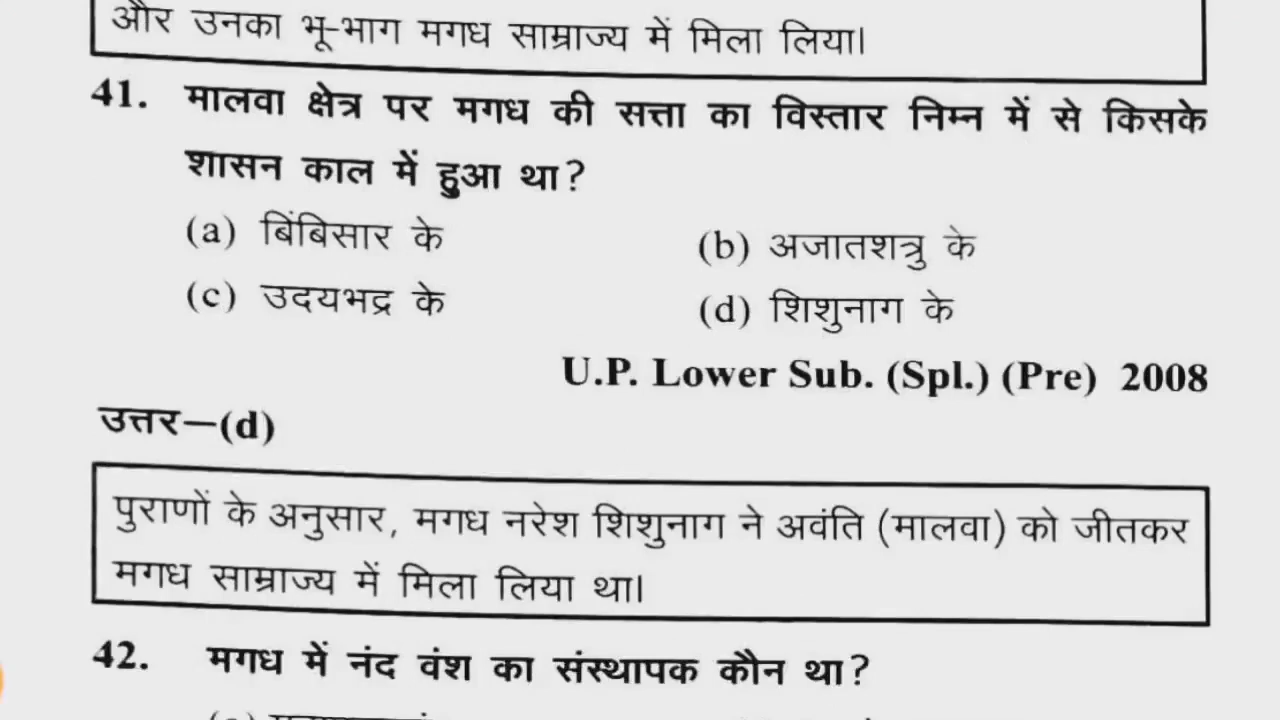 और उनका भू-भाग मगध साम्राज्य में मिला लिया।
41. मालवा क्षेत्र पर मगध की सत्ता का विस्तार निम्न में से किसके
शासन काल में हुआ था?
(a) बिंबिसार के (b) अजातशत्रु के
(c) उदयभद्र के (d) शिशुनाग के
U.P. Lower Sub. (Spl.) (Pre) 2008
उत्तर—(d)
पुराणों के अनुसार, मगध नरेश शिशुनाग ने अवंति (मालवा) को जीतकर
मगध साम्राज्य में मिला लिया था।
42. मगध में नंद वंश का संस्थापक कौन था?